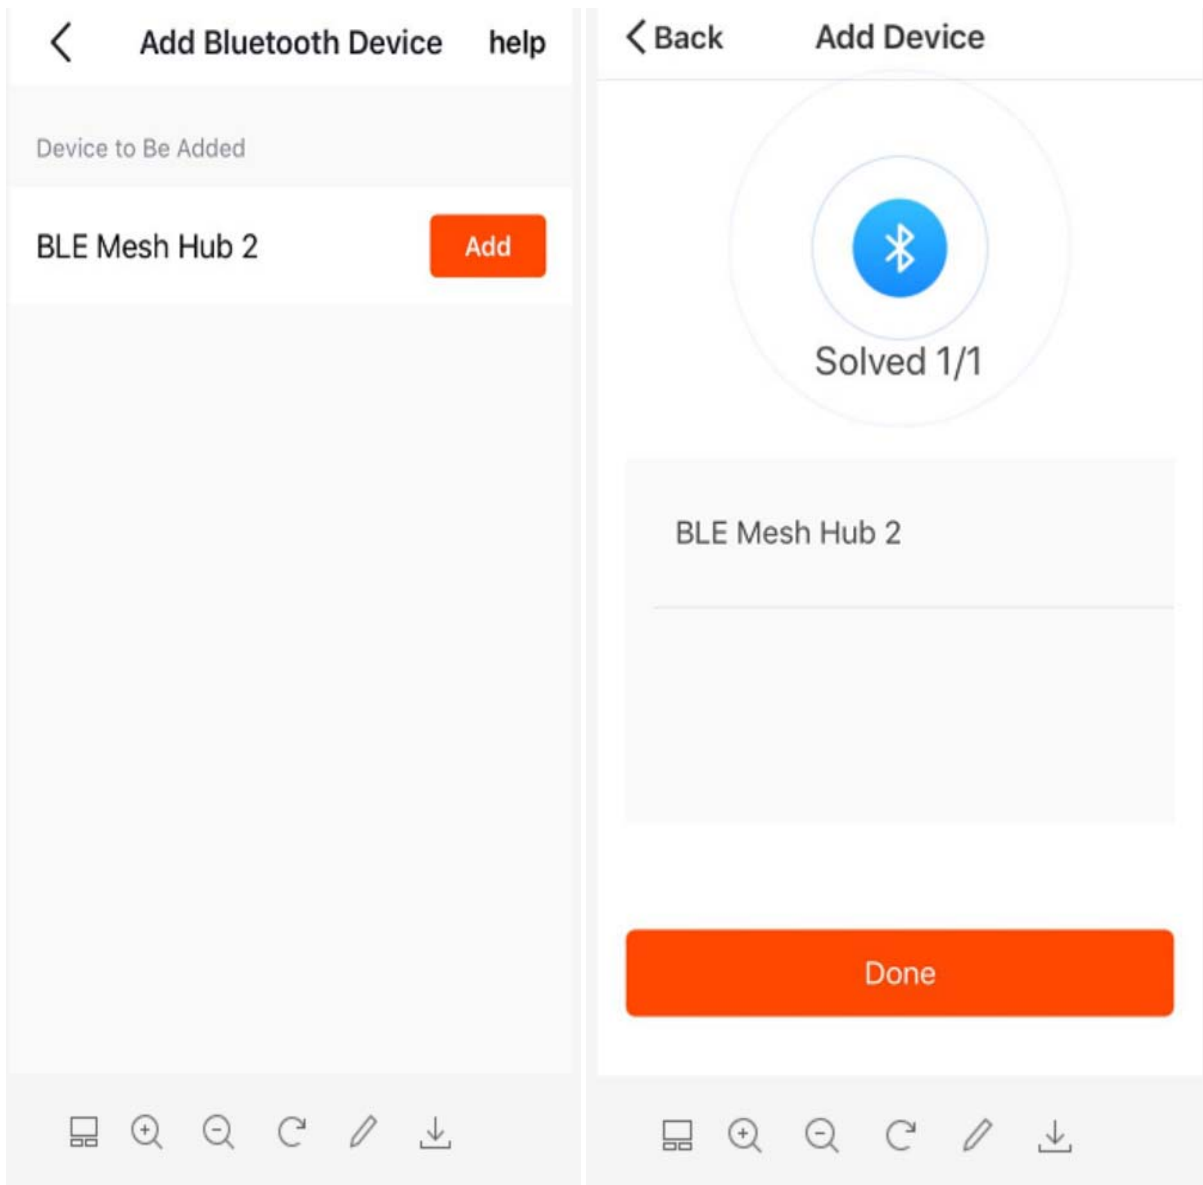 Add Bluetooth Device help
Device to Be Added
BLE Mesh Hub 2 Add
Back Add Device
Solved 1/1
BLE Mesh Hub 2
Done